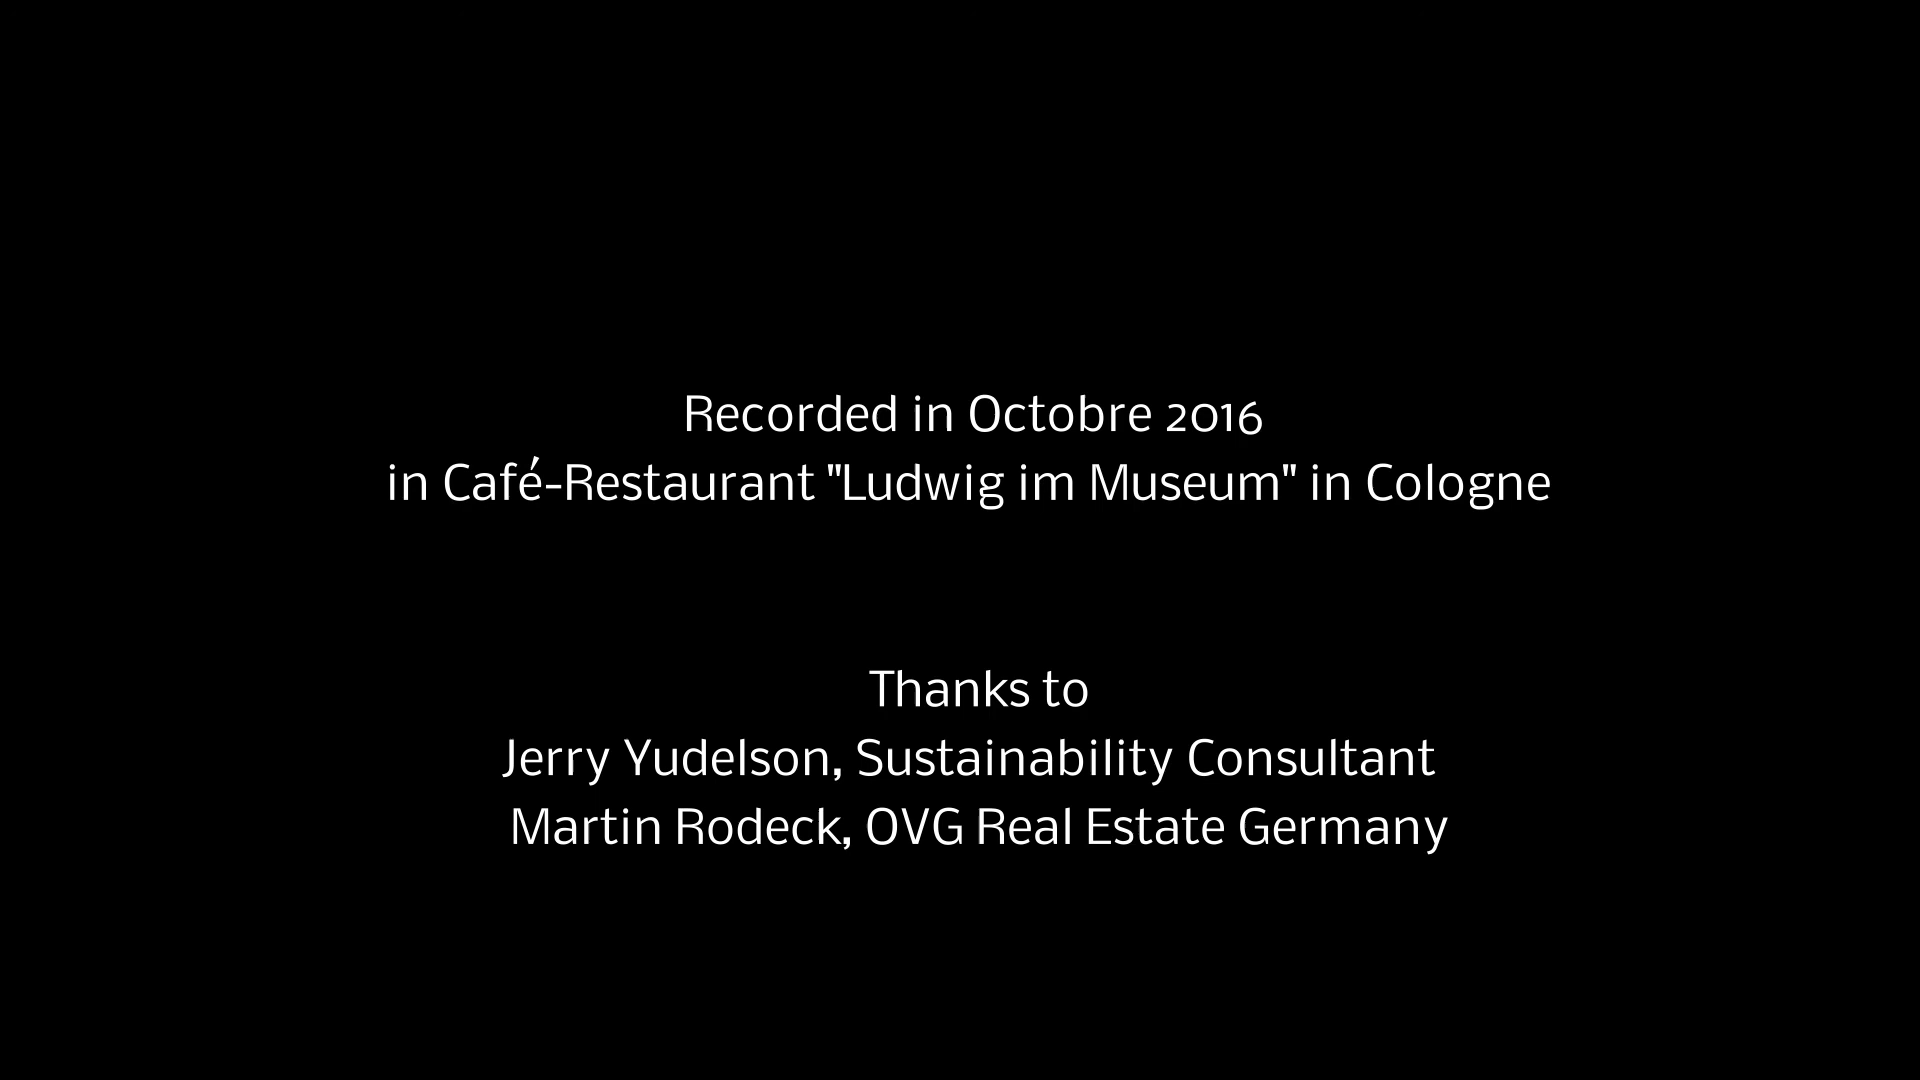 Recorded in Octobre 2016
in Café-Restaurant "Ludwig im Museum" in Cologne
Thanks to
Jerry Yudelson, Sustainability Consultant
Martin Rodeck, OVG Real Estate Germany